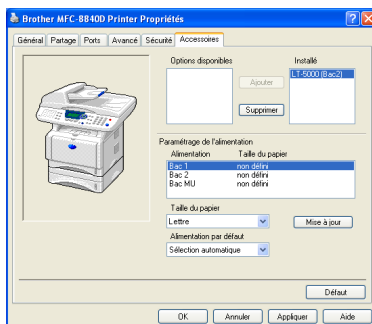 Brother MFC-8840D Printer Propriétés
Général Partage Ports Avancé Sécurité Accessoires
Options disponibles Installé
LT-5000 (Bac2)
Ajouter
Supprimer
Paramétrage de l'alimentation
Alimentation Taille du papier
Bac 1 non défini
Bac 2 non défini
Bac MU non défini
Taille du papier
Lettre Mise à jour
Alimentation par défaut
Sélection automatique
Défaut
OK Annuler Appliquer Aide